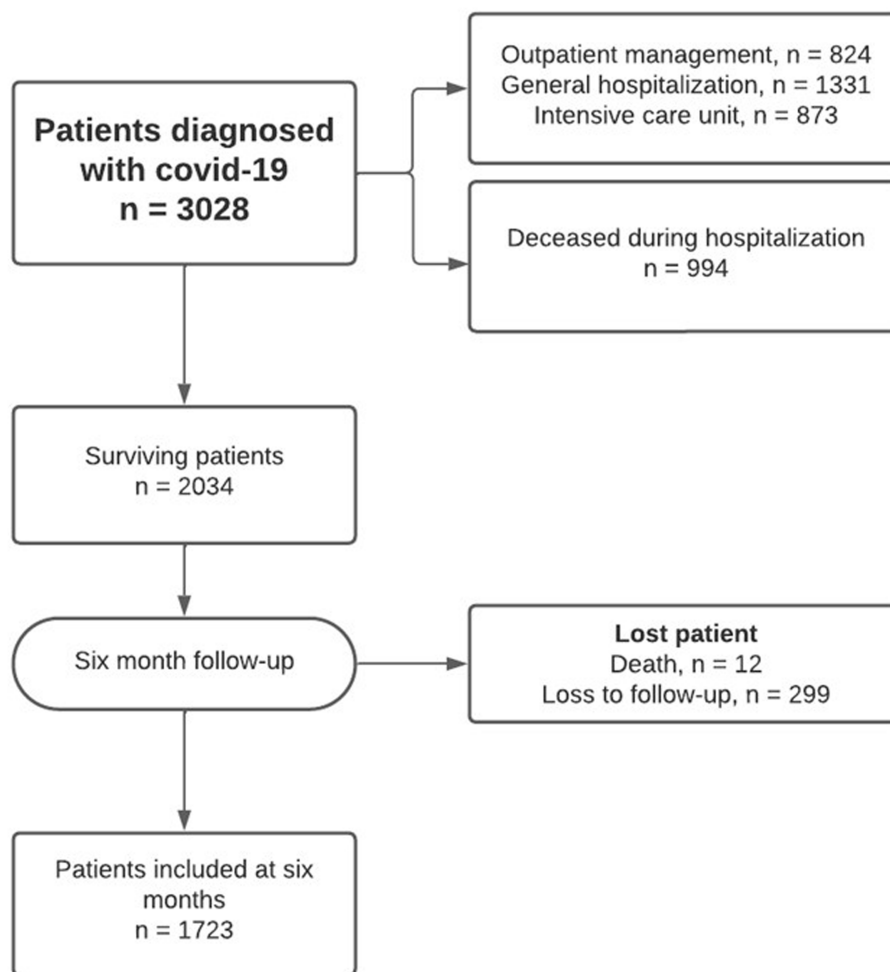 Patients diagnosed
with covid-19
n = 3028
Outpatient management, n = 824
General hospitalization, n = 1331
Intensive care unit, n = 873
Deceased during hospitalization
n = 994
Surviving patients
n = 2034
Six month follow-up
Lost patient
Death, n = 12
Loss to follow-up, n = 299
Patients included at six
months
n = 1723